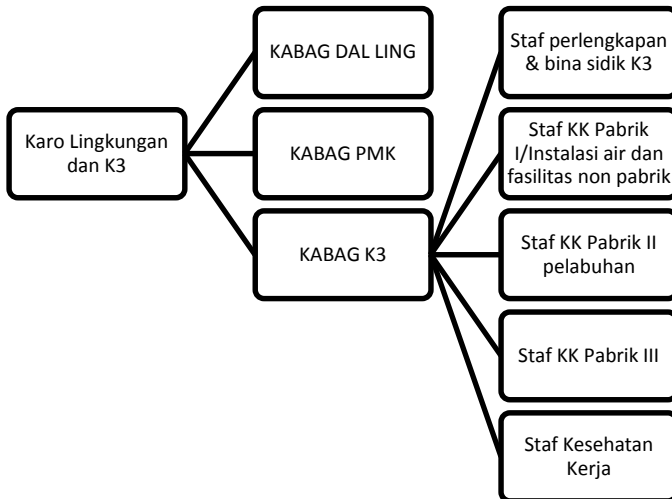 Karo Lingkungan
dan K3
KABAG DAL LING
KABAG PMK
KABAG K3
Staf perlengkapan
& bina sidik K3
Staf KK Pabrik
I/Instalasi air dan
fasilitas non pabrik
Staf KK Pabrik II
pelabuhan
Staf KK Pabrik III
Staf Kesehatan
Kerja